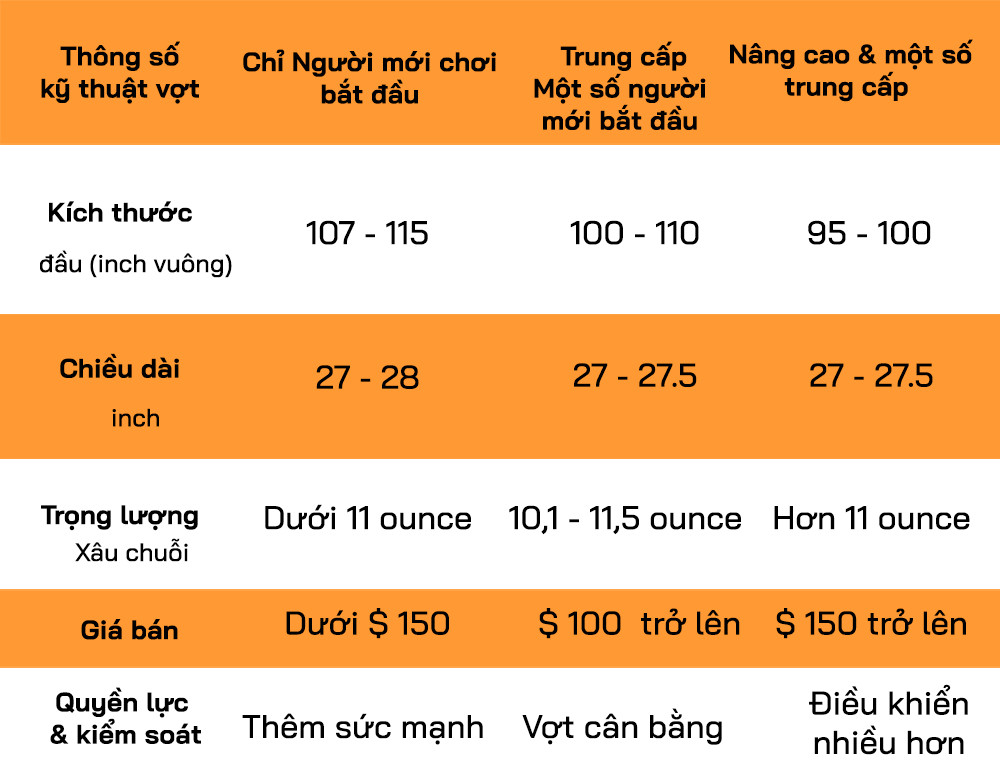 Thông số
kỹ thuật vợt
Chỉ Người mới chơi
bắt đầu
Trung cấp
Một số người
mới bắt đầu
Nâng cao & một số
trung cấp
Kích thước
đầu (inch vuông)
107 - 115
100 - 110
95 - 100
Chiều dài
inch
27 - 28
27 - 27.5
27 - 27.5
Trọng lượng
Xâu chuỗi
Dưới 11 ounce
10,1 - 11,5 ounce
Hơn 11 ounce
Giá bán
Dưới $ 150
$ 100 trở lên
$ 150 trở lên
Quyền lực
& kiểm soát
Thêm sức mạnh
Vợt cân bằng
Điều khiển
nhiều hơn